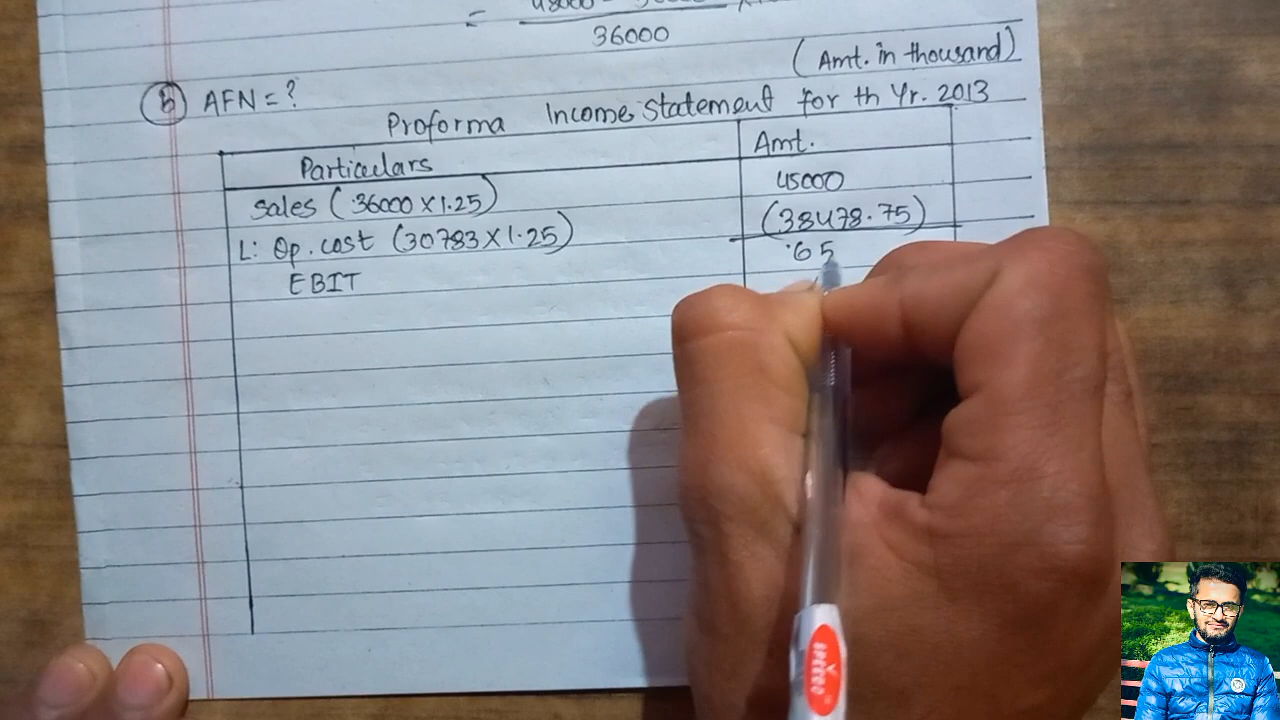 =
36000
(Amt. in thousand)
(b) AFN = ?
Proforma Income Statement for th Yr. 2013
Particulars Amt.
Sales (36000 × 1.25) 45000
L: Op. cost (30783 × 1.25) (38478.75)
EBIT 65
SPEED